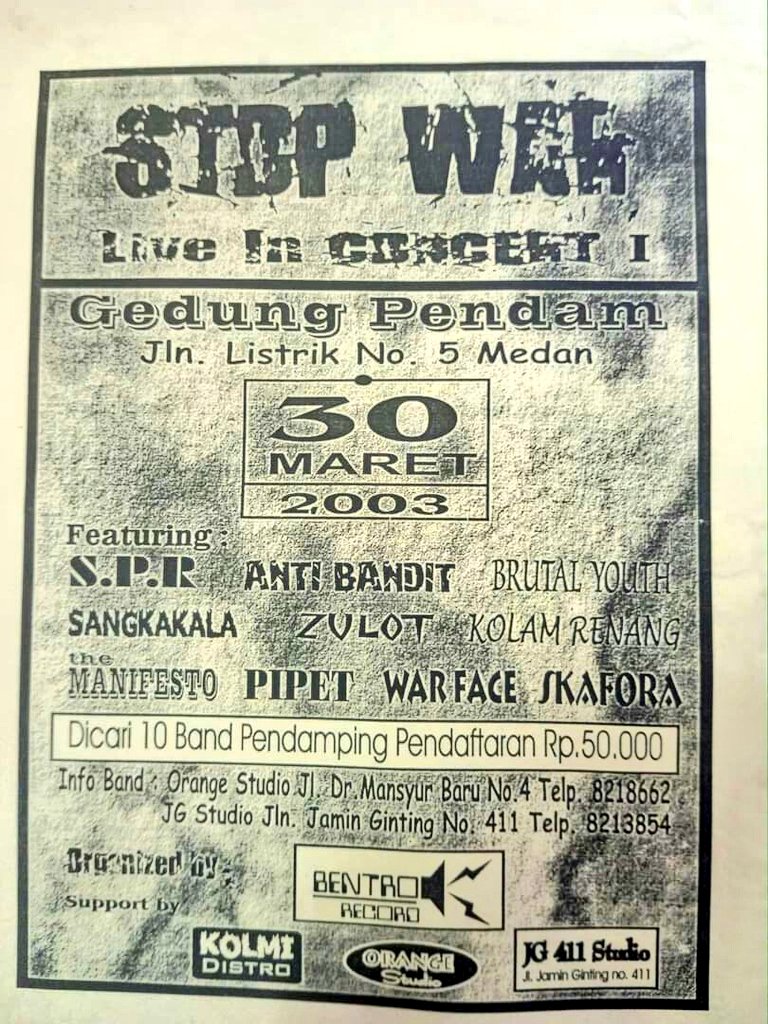 STOP WAR
Live In CONCERT I
Gedung Pendam
Jln. Listrik No. 5 Medan
30
MARET
2003
Featuring :
S.P.R ANTI BANDIT BRUTAL YOUTH
SANGKAKALA ZULOT KOLAM RENANG
the MANIFESTO PIPET WARFACE SKAFORA
Dicari 10 Band Pendamping Pendaftaran Rp.50.000
Info Band : Orange Studio Jl. Dr.Mansyur Baru No.4 Telp. 8218662
JG Studio Jln. Jamin Ginting No. 411 Telp. 8213854
Organized by :
BENTRO
RECORD
Support by
KOLMI
DISTRO
ORANGE
Studio
JG 411 Studio
Jl. Jamin Ginting no. 411